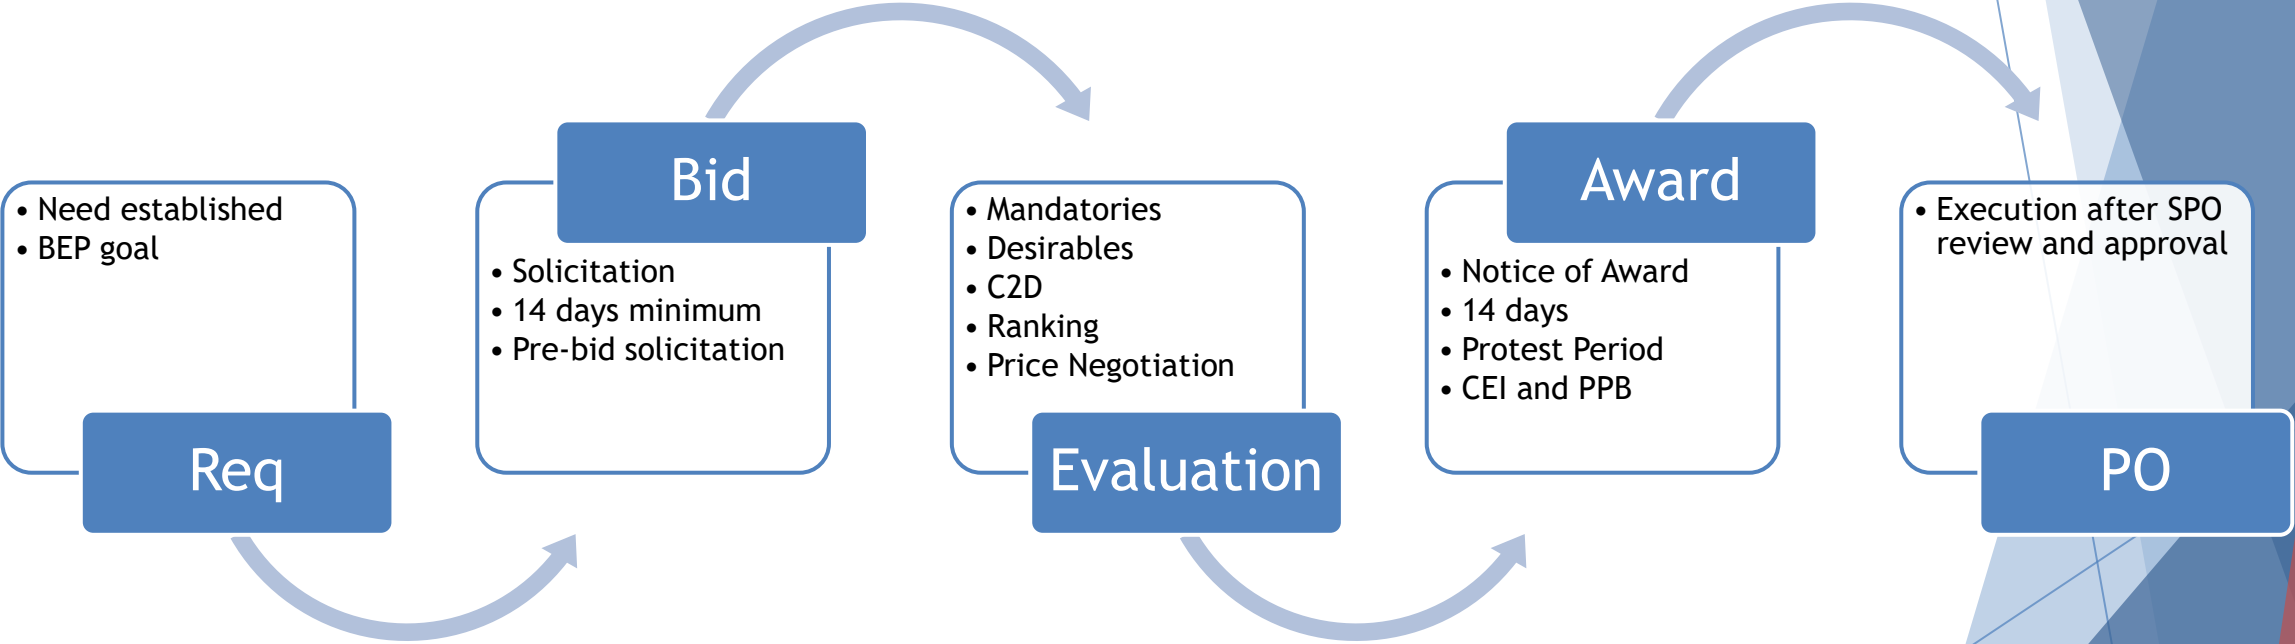 • Need established
• BEP goal
Req
Bid
• Solicitation
• 14 days minimum
• Pre-bid solicitation
• Mandatories
• Desirables
• C2D
• Ranking
• Price Negotiation
Evaluation
Award
• Notice of Award
• 14 days
• Protest Period
• CEI and PPB
• Execution after SPO
review and approval
PO